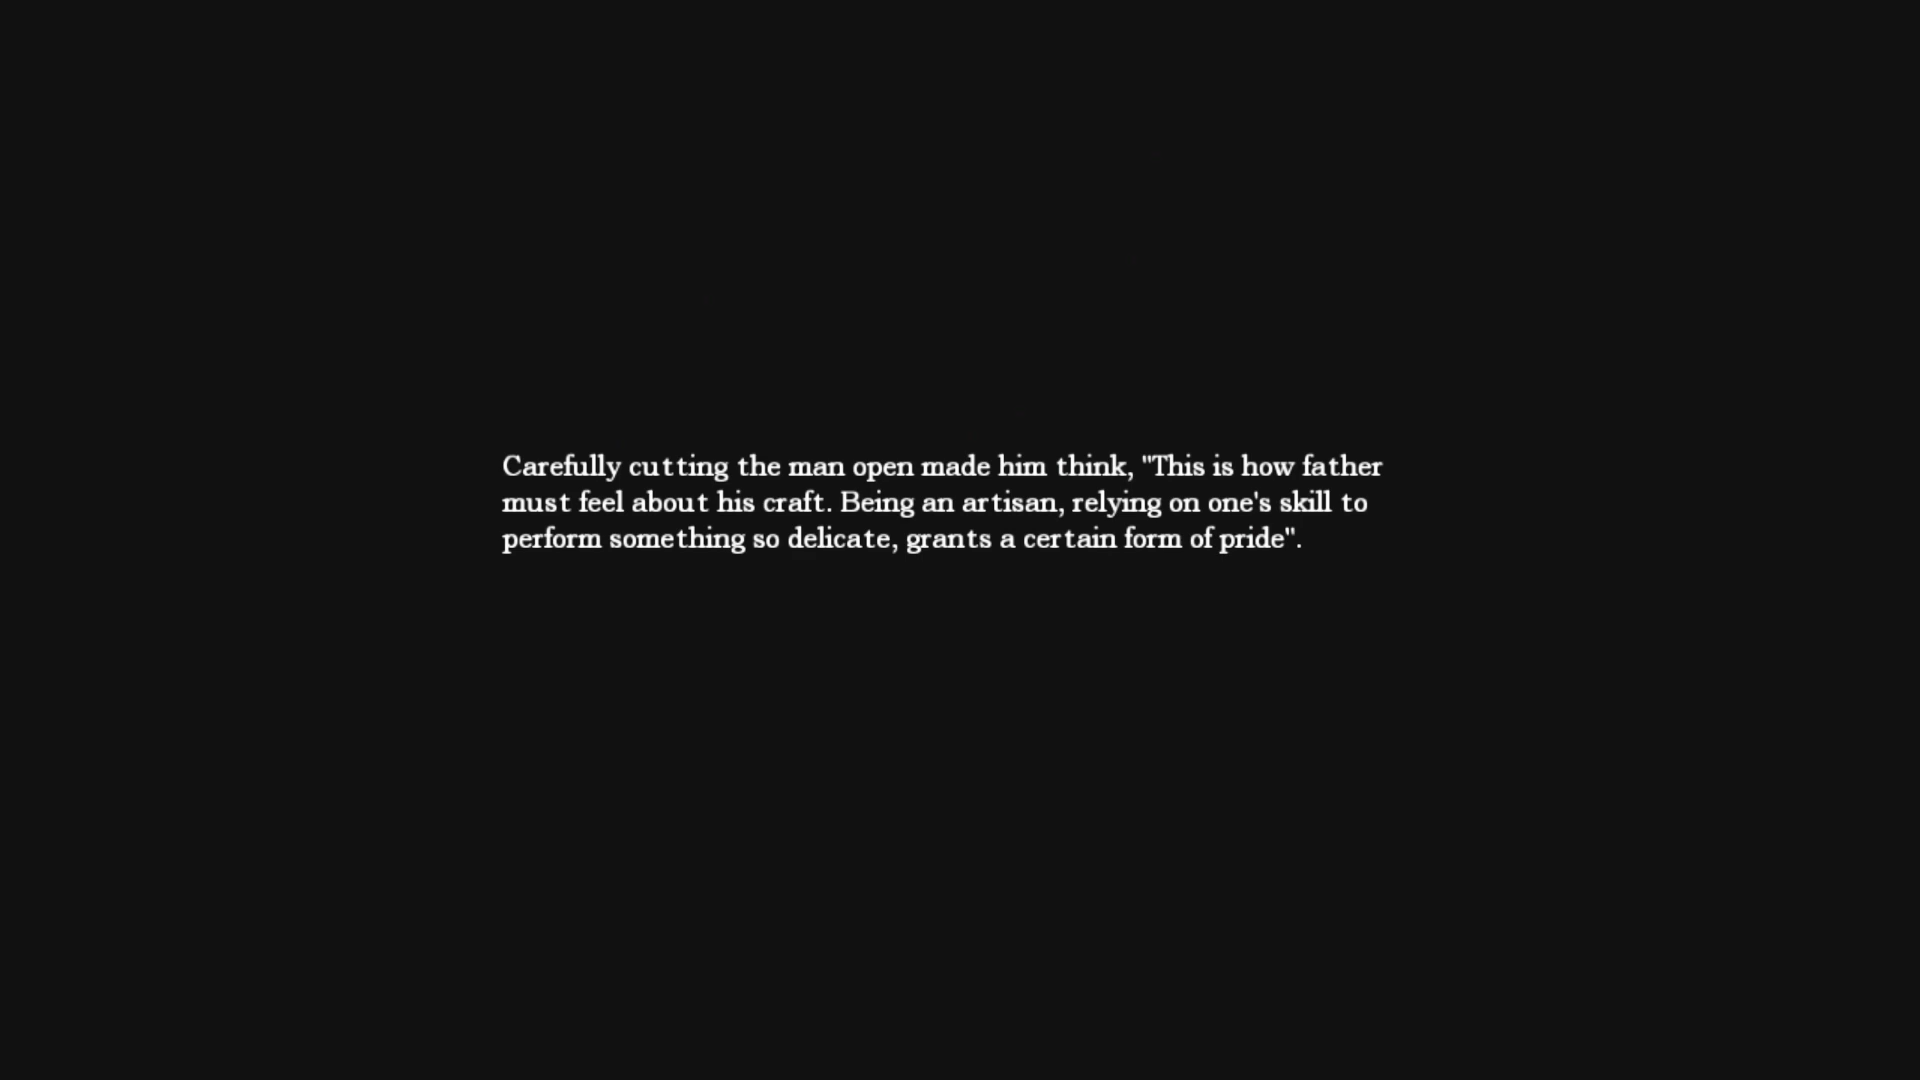 Carefully cutting the man open made him think, "This is how father
must feel about his craft. Being an artisan, relying on one's skill to
perform something so delicate, grants a certain form of pride".